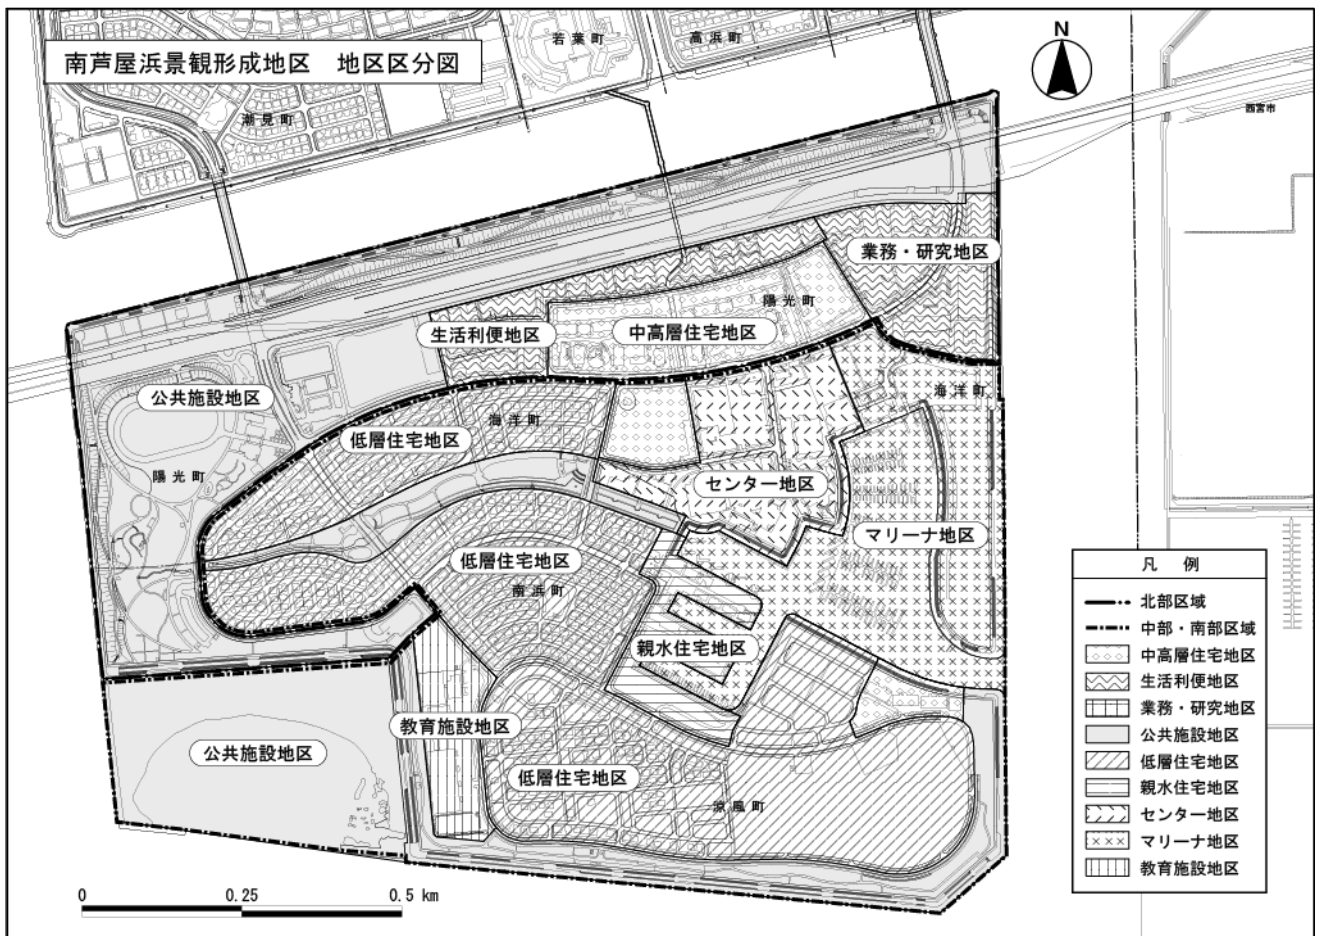 若葉町
高浜町
N
南芦屋浜景観形成地区 地区区分図
潮見町
西宮市
業務・研究地区
陽光町
生活利便地区
中高層住宅地区
公共施設地区
海洋町
海洋町
低層住宅地区
陽光町
センター地区
マリーナ地区
低層住宅地区
南浜町
親水住宅地区
教育施設地区
公共施設地区
低層住宅地区
涼風町
凡 例
北部区域
中部・南部区域
中高層住宅地区
生活利便地区
業務・研究地区
公共施設地区
低層住宅地区
親水住宅地区
センター地区
マリーナ地区
教育施設地区
0 0.25 0.5 km